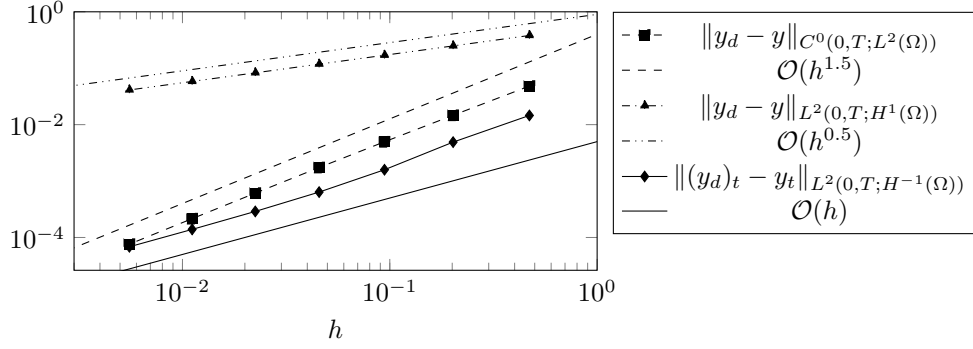 10^0
10^{-2}
10^{-4}
10^{-2}
10^{-1}
10^0
h
‖y_d − y‖_{C^0(0,T;L^2(Ω))}
𝒪(h^{1.5})
‖y_d − y‖_{L^2(0,T;H^1(Ω))}
𝒪(h^{0.5})
‖(y_d)_t − y_t‖_{L^2(0,T;H^{-1}(Ω))}
𝒪(h)